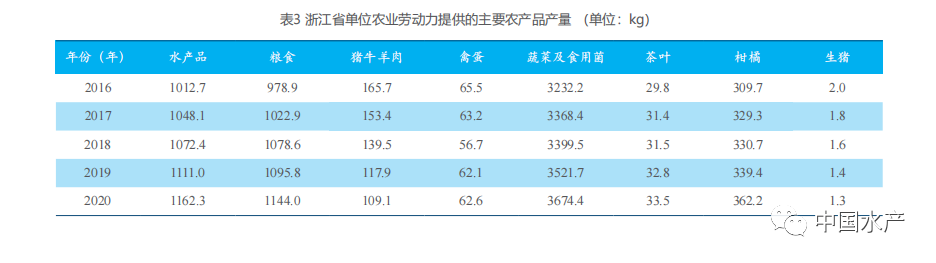 表3 浙江省单位农业劳动力提供的主要农产品产量 （单位：kg）
年份（年） 水产品 粮食 猪牛羊肉 禽蛋 蔬菜及食用菌 茶叶 柑橘 生猪
2016 1012.7 978.9 165.7 65.5 3232.2 29.8 309.7 2.0
2017 1048.1 1022.9 153.4 63.2 3368.4 31.4 329.3 1.8
2018 1072.4 1078.6 139.5 56.7 3399.5 31.5 330.7 1.6
2019 1111.0 1095.8 117.9 62.1 3521.7 32.8 339.4 1.4
2020 1162.3 1144.0 109.1 62.6 3674.4 33.5 362.2 1.3
中国水产